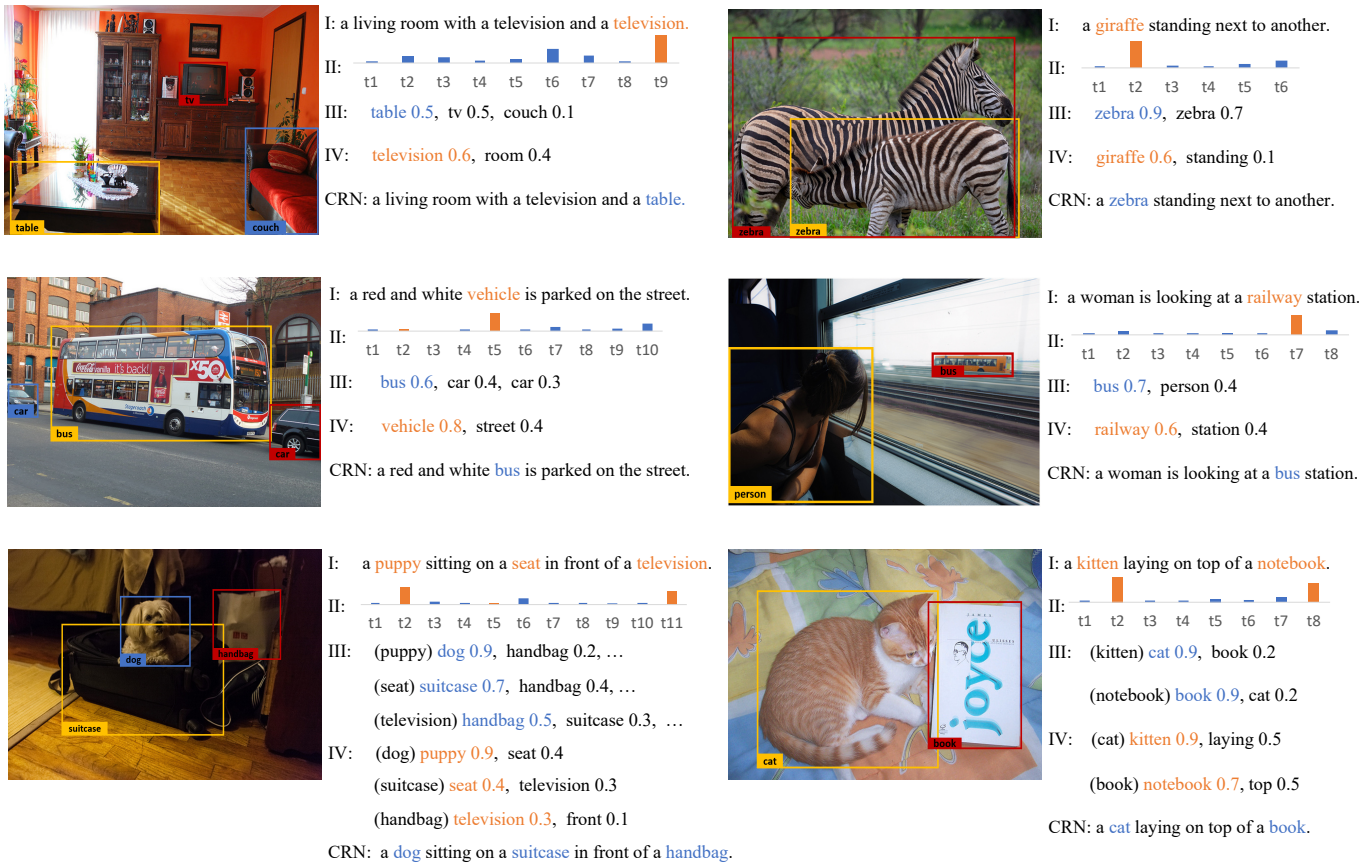 I: a living room with a television and a television.
II:
t1 t2 t3 t4 t5 t6 t7 t8 t9
III: table 0.5, tv 0.5, couch 0.1
IV: television 0.6, room 0.4
CRN: a living room with a television and a table.
tv
table
couch
I: a giraffe standing next to another.
II:
t1 t2 t3 t4 t5 t6
III: zebra 0.9, zebra 0.7
IV: giraffe 0.6, standing 0.1
CRN: a zebra standing next to another.
zebra
zebra
I: a red and white vehicle is parked on the street.
II:
t1 t2 t3 t4 t5 t6 t7 t8 t9 t10
III: bus 0.6, car 0.4, car 0.3
IV: vehicle 0.8, street 0.4
CRN: a red and white bus is parked on the street.
Coca-Cola vanilla it's back!
X50
Stagecoach
car
bus
car
I: a woman is looking at a railway station.
II:
t1 t2 t3 t4 t5 t6 t7 t8
III: bus 0.7, person 0.4
IV: railway 0.6, station 0.4
CRN: a woman is looking at a bus station.
bus
person
I: a puppy sitting on a seat in front of a television.
II:
t1 t2 t3 t4 t5 t6 t7 t8 t9 t10 t11
III: (puppy) dog 0.9, handbag 0.2, …
(seat) suitcase 0.7, handbag 0.4, …
(television) handbag 0.5, suitcase 0.3, …
IV: (dog) puppy 0.9, seat 0.4
(suitcase) seat 0.4, television 0.3
(handbag) television 0.3, front 0.1
CRN: a dog sitting on a suitcase in front of a handbag.
dog
handbag
suitcase
I: a kitten laying on top of a notebook.
II:
t1 t2 t3 t4 t5 t6 t7 t8
III: (kitten) cat 0.9, book 0.2
(notebook) book 0.9, cat 0.2
IV: (cat) kitten 0.9, laying 0.5
(book) notebook 0.7, top 0.5
CRN: a cat laying on top of a book.
JAMES
joyce
book
cat